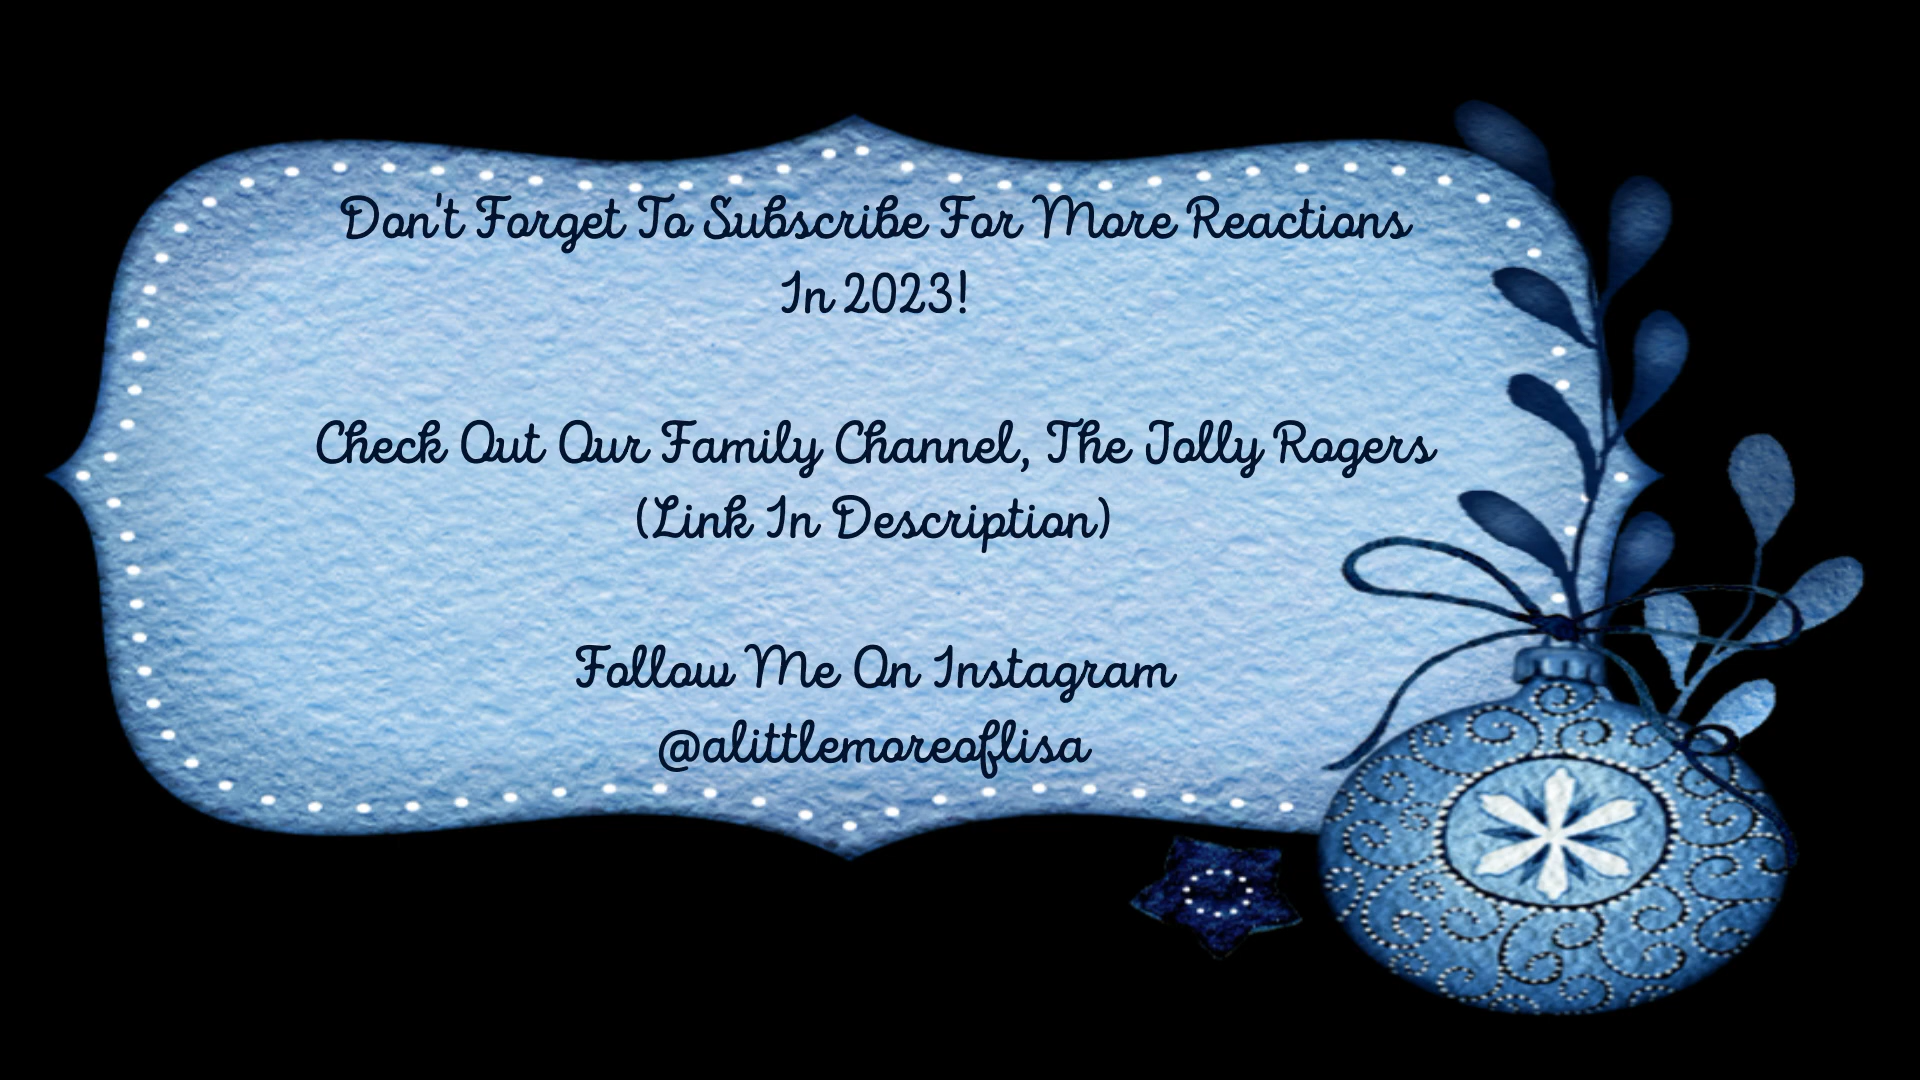 Don't Forget To Subscribe For More Reactions
In 2023!
Check Out Our Family Channel, The Jolly Rogers
(Link In Description)
Follow Me On Instagram
@alittlemoreoflisa